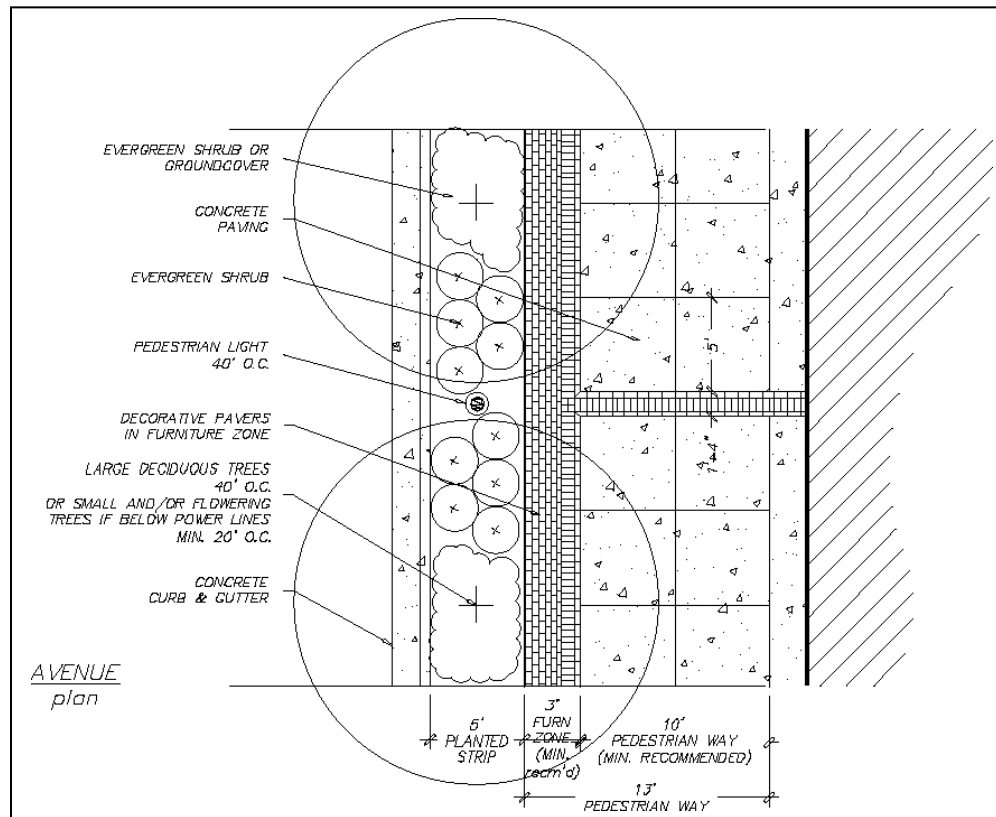 EVERGREEN SHRUB OR
GROUNDCOVER
CONCRETE
PAVING
EVERGREEN SHRUB
PEDESTRIAN LIGHT
40' O.C.
DECORATIVE PAVERS
IN FURNITURE ZONE
LARGE DECIDUOUS TREES
40' O.C.
OR SMALL AND/OR FLOWERING
TREES IF BELOW POWER LINES
MIN. 20' O.C.
CONCRETE
CURB & GUTTER
AVENUE
plan
5'
1'-4"
5'
PLANTED
STRIP
3'
FURN
ZONE
(MIN.
recm'd)
10'
PEDESTRIAN WAY
(MIN. RECOMMENDED)
13'
PEDESTRIAN WAY